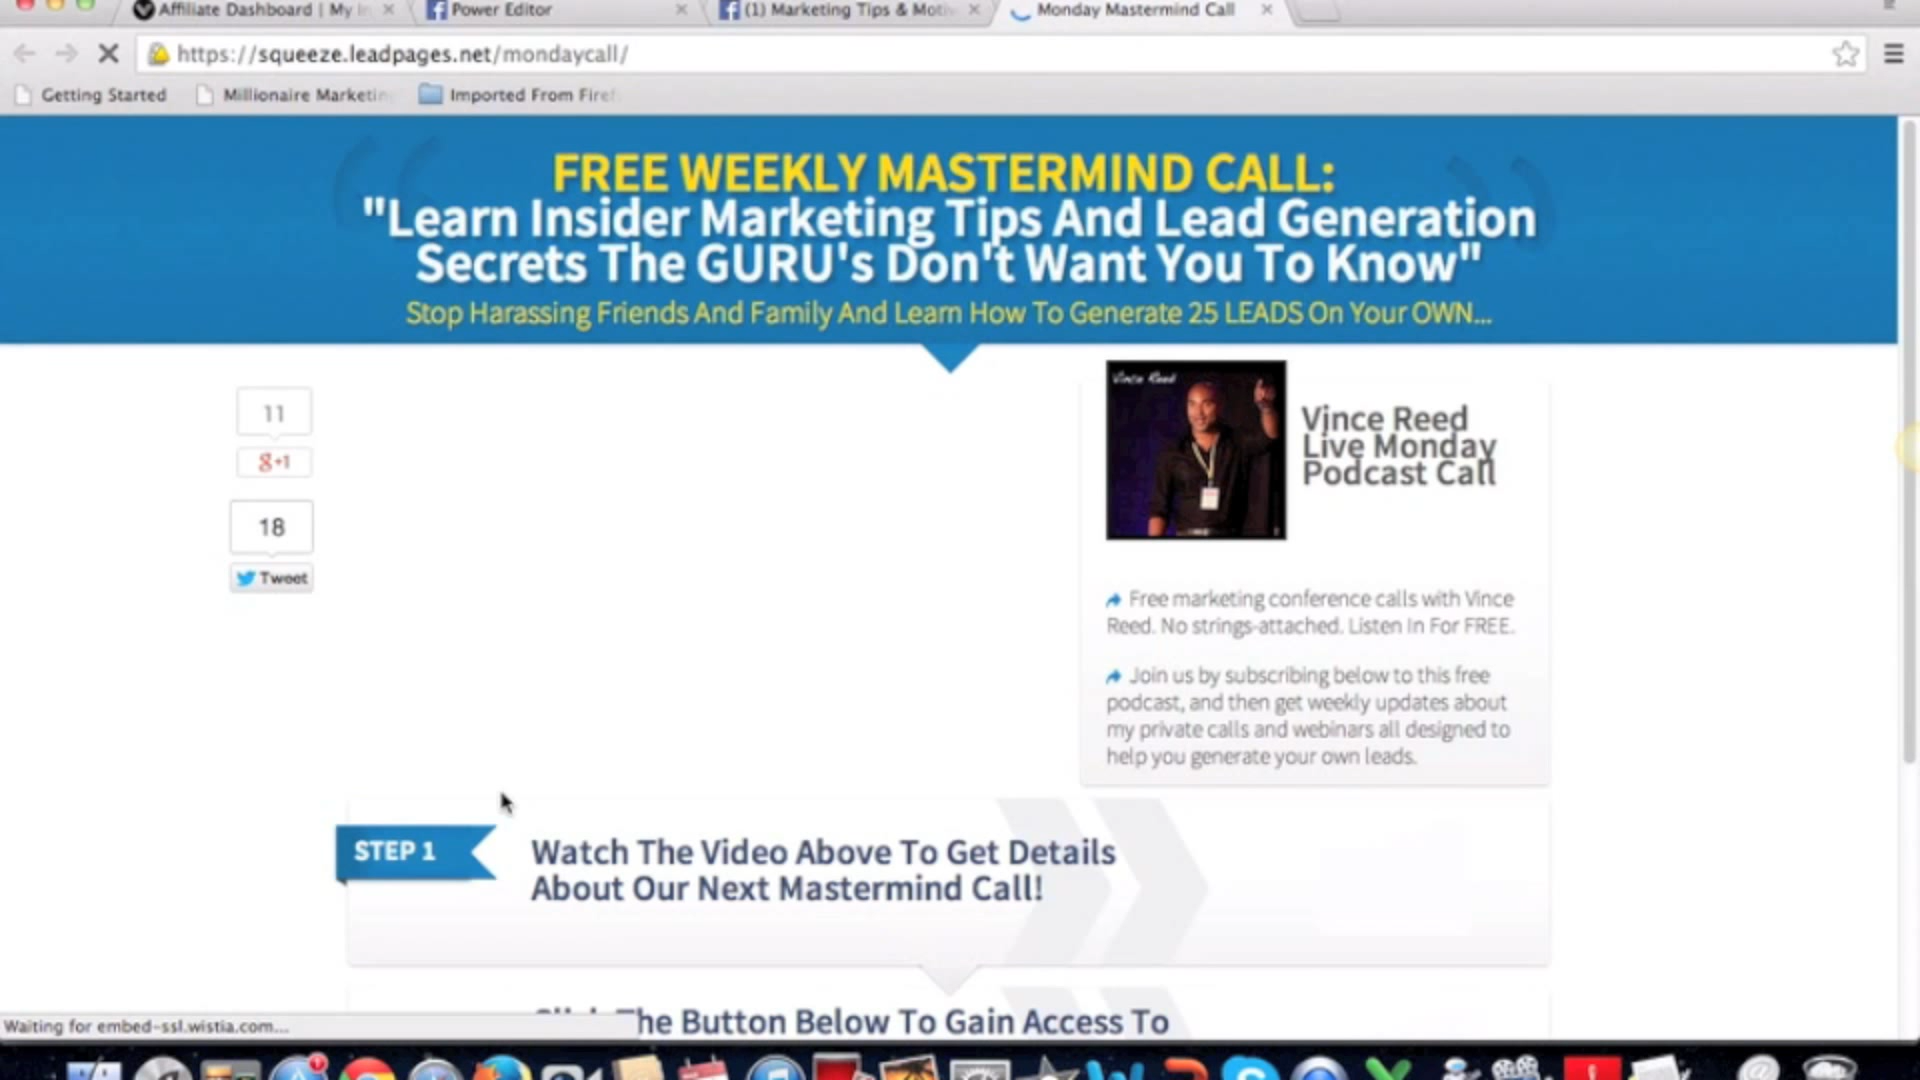 Affiliate Dashboard | My In
Power Editor
(1) Marketing Tips & Moti
Monday Mastermind Call
https://squeeze.leadpages.net/mondaycall/
Getting Started
Millionaire Marketin
Imported From Firef
FREE WEEKLY MASTERMIND CALL:
"Learn Insider Marketing Tips And Lead Generation
Secrets The GURU's Don't Want You To Know"
Stop Harassing Friends And Family And Learn How To Generate 25 LEADS On Your OWN...
11
g+1
18
Tweet
Vince Reed
Vince Reed
Live Monday
Podcast Call
Free marketing conference calls with Vince
Reed. No strings-attached. Listen In For FREE.
Join us by subscribing below to this free
podcast, and then get weekly updates about
my private calls and webinars all designed to
help you generate your own leads.
STEP 1
Watch The Video Above To Get Details
About Our Next Mastermind Call!
The Button Below To Gain Access To
Waiting for embed-ssl.wistia.com...